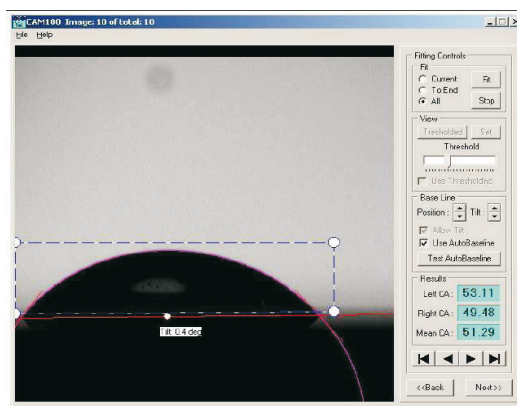 CAM100 Image: 10 of total: 10
File Help
Fitting Controls
Fit
Current
To End
All
Fit
Stop
View
Tresholded Set
Threshold
Use Thresholding
Base Line
Position : Tilt :
Allow Tilt
Use AutoBaseline
Test AutoBaseline
Results
Left CA : 53.11
Right CA : 49.48
Mean CA : 51.29
Tilt: 0.4 deg
<<Back Next>>